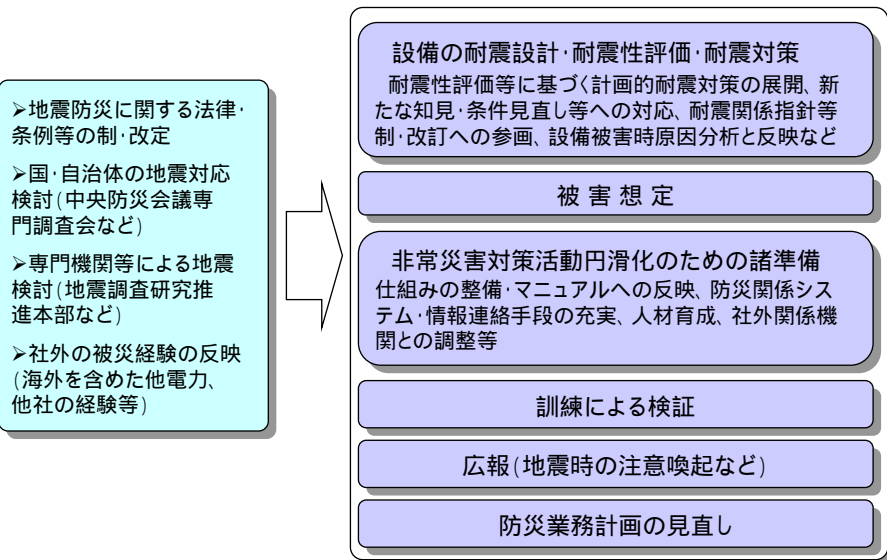 ➢地震防災に関する法律･
条例等の制･改定
➢国･自治体の地震対応
検討(中央防災会議専
門調査会など)
➢専門機関等による地震
検討(地震調査研究推
進本部など)
➢社外の被災経験の反映
(海外を含めた他電力、
他社の経験等)
設備の耐震設計･耐震性評価･耐震対策
耐震性評価等に基づく計画的耐震対策の展開、新
たな知見･条件見直し等への対応、耐震関係指針等
制･改訂への参画、設備被害時原因分析と反映など
被 害 想 定
非常災害対策活動円滑化のための諸準備
仕組みの整備･マニュアルへの反映、防災関係シス
テム･情報連絡手段の充実、人材育成、社外関係機
関との調整等
訓練による検証
広報(地震時の注意喚起など)
防災業務計画の見直し